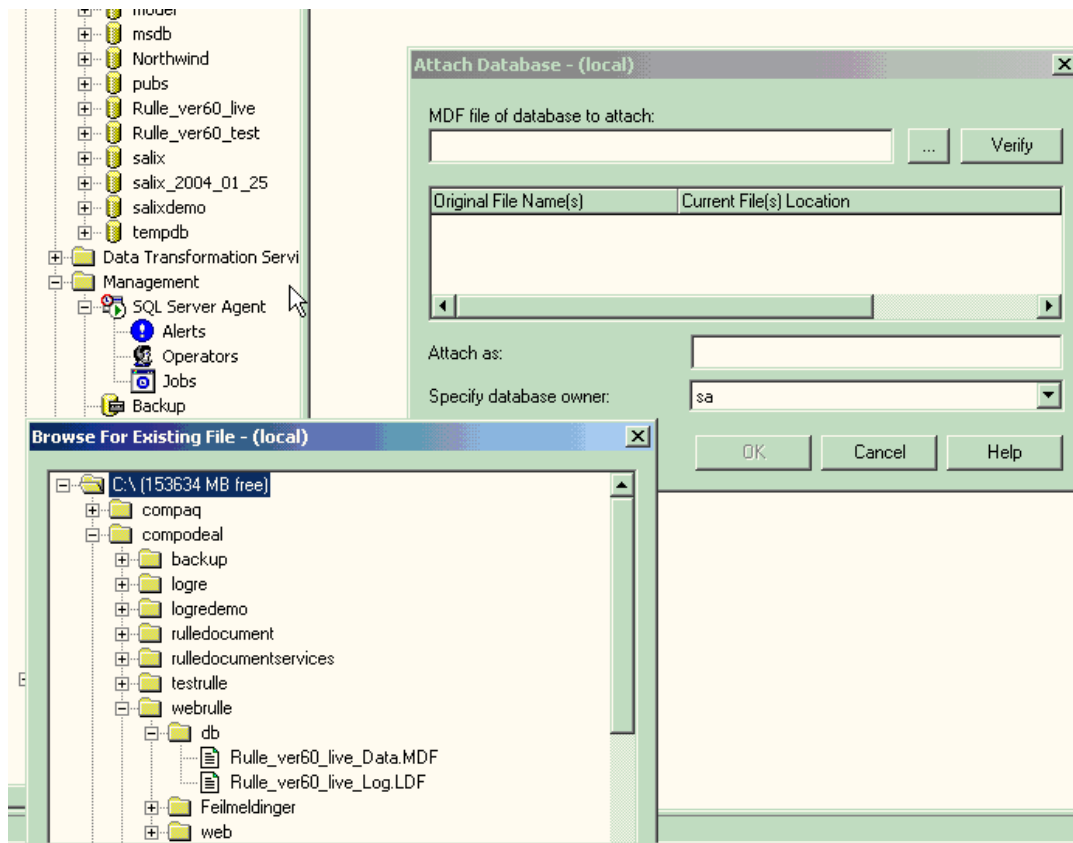 model
msdb
Northwind
pubs
Rulle_ver60_live
Rulle_ver60_test
salix
salix_2004_01_25
salixdemo
tempdb
Data Transformation Servi
Management
SQL Server Agent
Alerts
Operators
Jobs
Backup
Attach Database - (local)
MDF file of database to attach:
... Verify
Original File Name(s) Current File(s) Location
Attach as:
Specify database owner: sa
OK Cancel Help
Browse For Existing File - (local)
C:\ (153634 MB free)
compaq
compodeal
backup
logre
logredemo
rulledocument
rulledocumentservices
testrulle
webrulle
db
Rulle_ver60_live_Data.MDF
Rulle_ver60_live_Log.LDF
Feilmeldinger
web